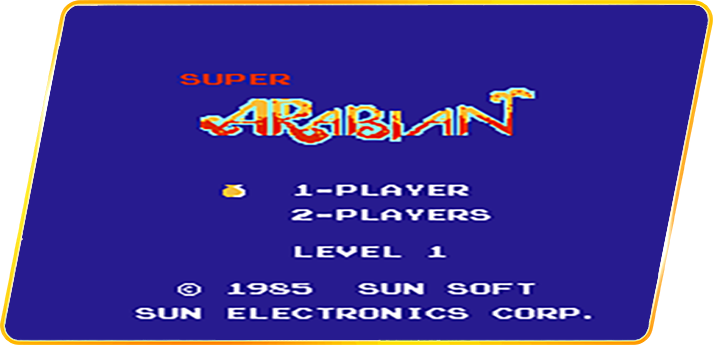 SUPER
ARABIAN
1-PLAYER
2-PLAYERS
LEVEL 1
© 1985 SUN SOFT
SUN ELECTRONICS CORP.